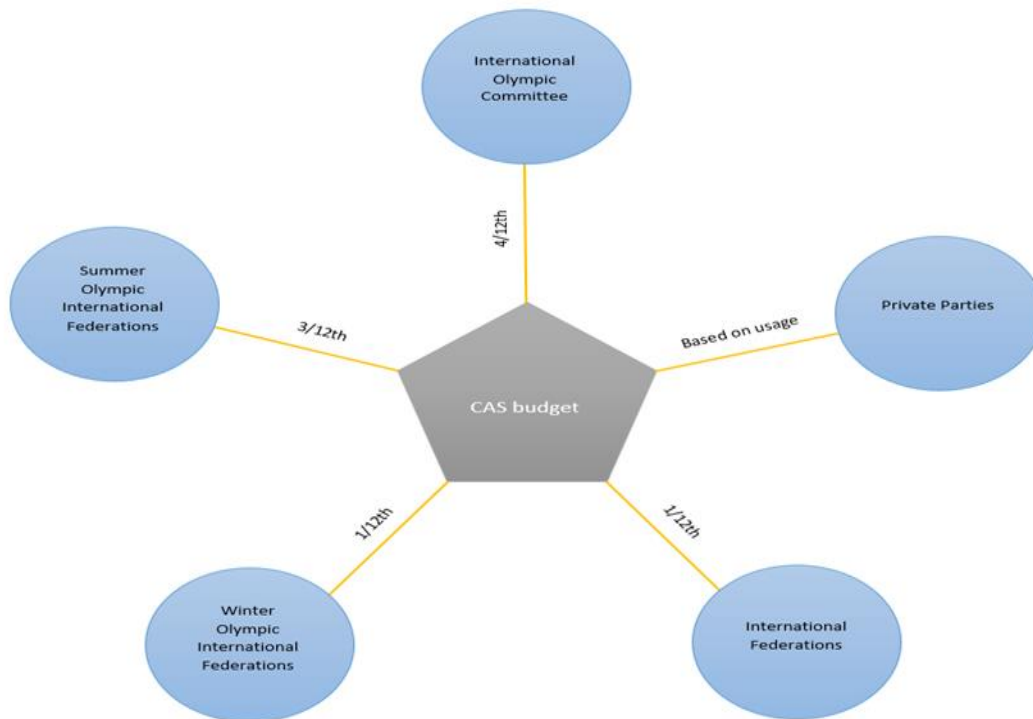 International
Olympic
Committee
4/12th
Summer
Olympic
International
Federations
3/12th
Based on usage
Private Parties
CAS budget
1/12th
1/12th
Winter
Olympic
International
Federations
International
Federations